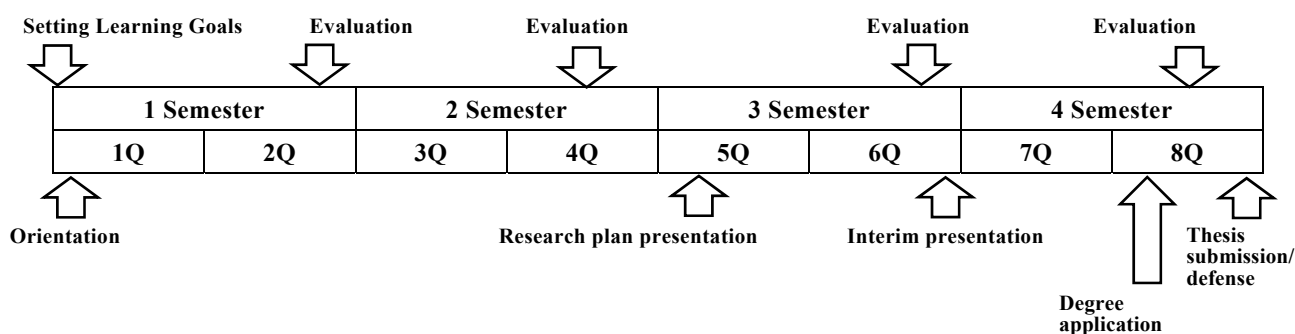 Setting Learning Goals Evaluation Evaluation Evaluation Evaluation
1 Semester 2 Semester 3 Semester 4 Semester
1Q 2Q 3Q 4Q 5Q 6Q 7Q 8Q
Orientation Research plan presentation Interim presentation Thesis
submission/
defense
Degree
application